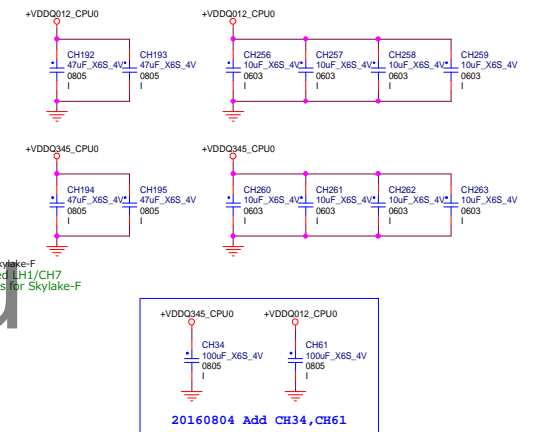 +VDDQ012_CPU0 +VDDQ012_CPU0
CH192 CH193 CH256 CH257 CH258 CH259
47uF_X6S_4V 47uF_X6S_4V 10uF_X6S_4V 10uF_X6S_4V 10uF_X6S_4V 10uF_X6S_4V
0805 0805 0603 0603 0603 0603
I I I I I I
+VDDQ345_CPU0 +VDDQ345_CPU0
CH194 CH195 CH260 CH261 CH262 CH263
47uF_X6S_4V 47uF_X6S_4V 10uF_X6S_4V 10uF_X6S_4V 10uF_X6S_4V 10uF_X6S_4V
0805 0805 0603 0603 0603 0603
I I I I I I
kylake-F
ed LH1/CH7
s for Skylake-F
+VDDQ345_CPU0 +VDDQ012_CPU0
CH34 CH61
100uF_X6S_4V 100uF_X6S_4V
0805 0805
I I
20160804 Add CH34,CH61